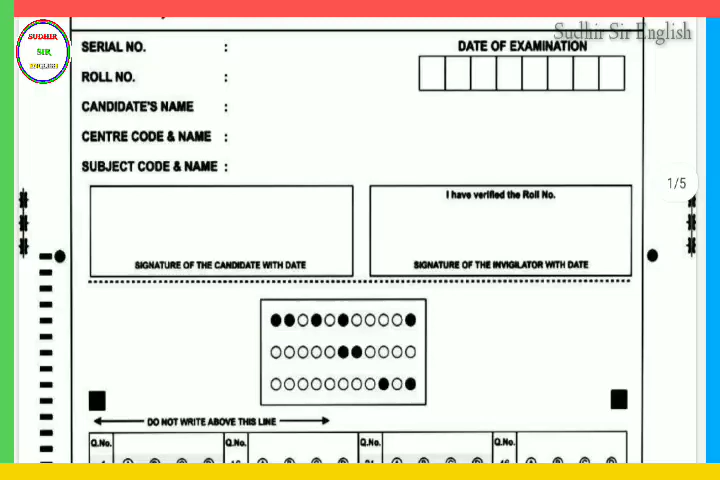 SUDHIR
SIR
ENGLISH
Sudhir Sir English
SERIAL NO. :
DATE OF EXAMINATION
ROLL NO. :
CANDIDATE'S NAME :
CENTRE CODE & NAME :
SUBJECT CODE & NAME :
1/5
I have verified the Roll No.
SIGNATURE OF THE CANDIDATE WITH DATE
SIGNATURE OF THE INVIGILATOR WITH DATE
DO NOT WRITE ABOVE THIS LINE
Q.No. Q.No. Q.No. Q.No.